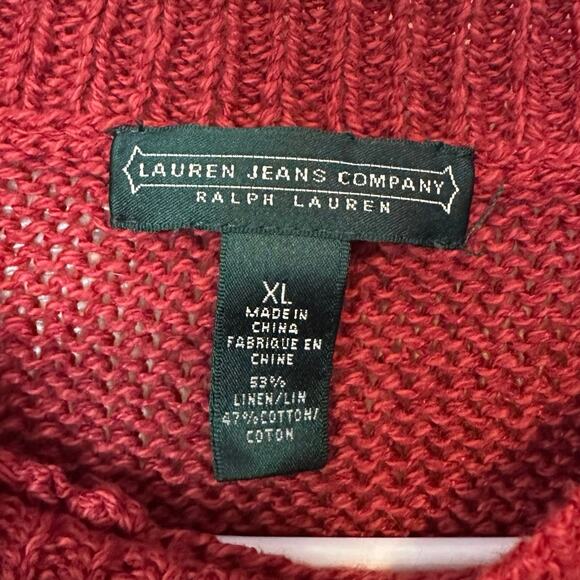 LAUREN JEANS COMPANY
RALPH LAUREN
XL
MADE IN
CHINA
FABRIQUE EN
CHINE
53%
LINEN/LIN
47%COTTON/
COTON